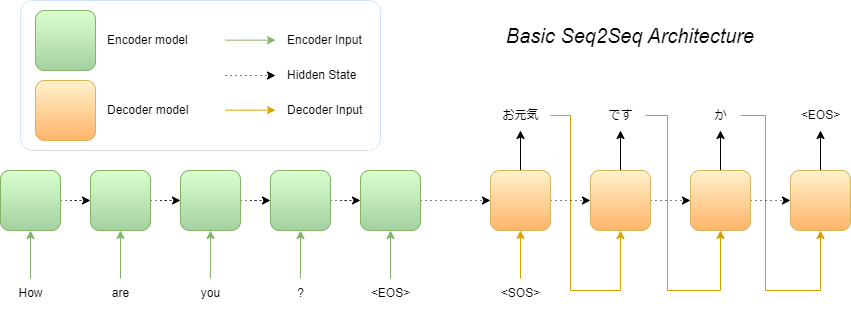 Encoder model
Encoder Input
Hidden State
Decoder model
Decoder Input
Basic Seq2Seq Architecture
お元気
です
か
<EOS>
How
are
you
?
<EOS>
<SOS>